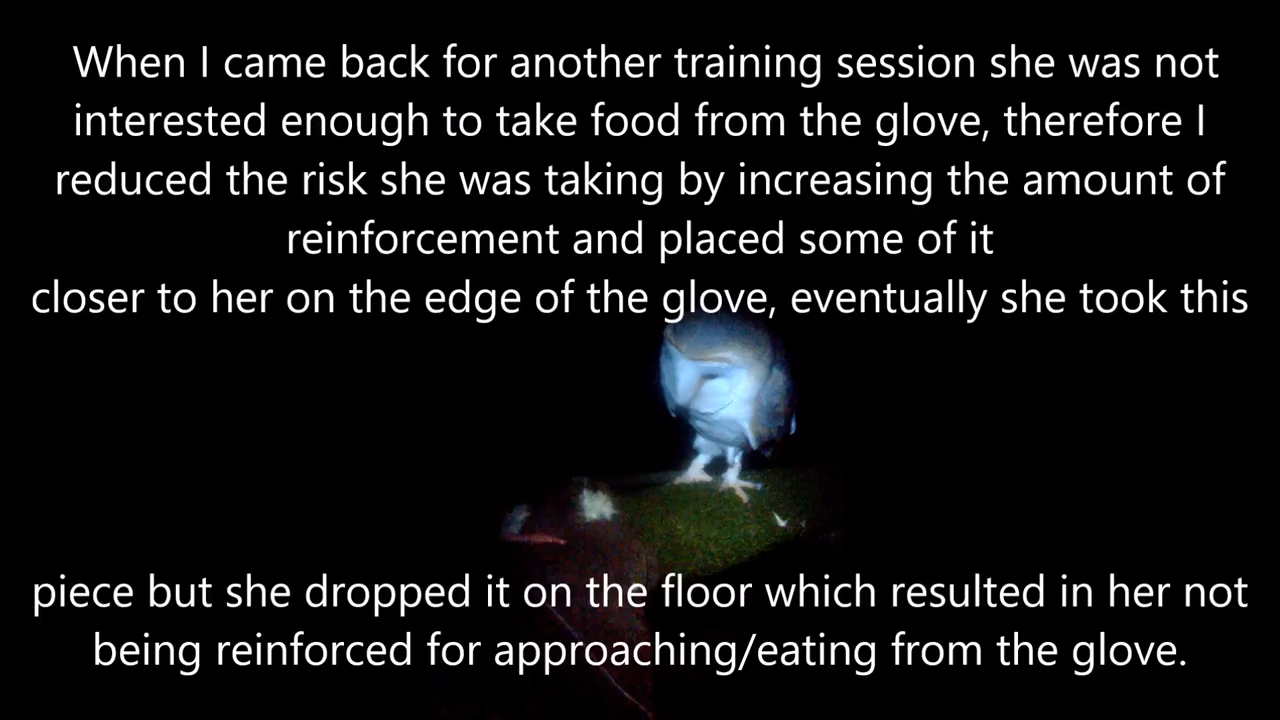 When I came back for another training session she was not
interested enough to take food from the glove, therefore I
reduced the risk she was taking by increasing the amount of
reinforcement and placed some of it
closer to her on the edge of the glove, eventually she took this
piece but she dropped it on the floor which resulted in her not
being reinforced for approaching/eating from the glove.